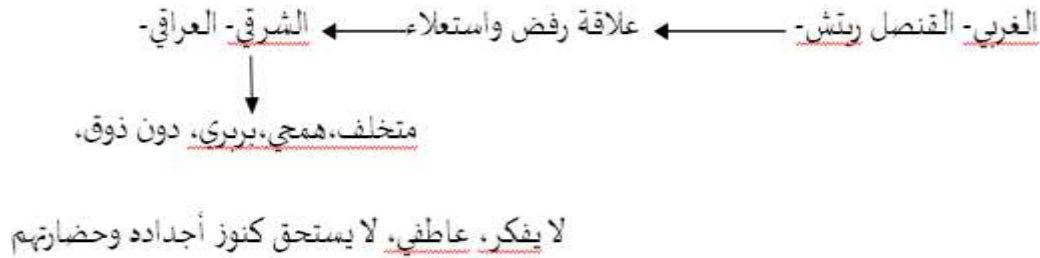 الغربي- القنصل ريتش- علاقة رفض واستعلاء الشرقي- العراقي-
متخلف،همجي،بربري، دون ذوق،
لا يفكر، عاطفي، لا يستحق كنوز أجداده وحضارتهم